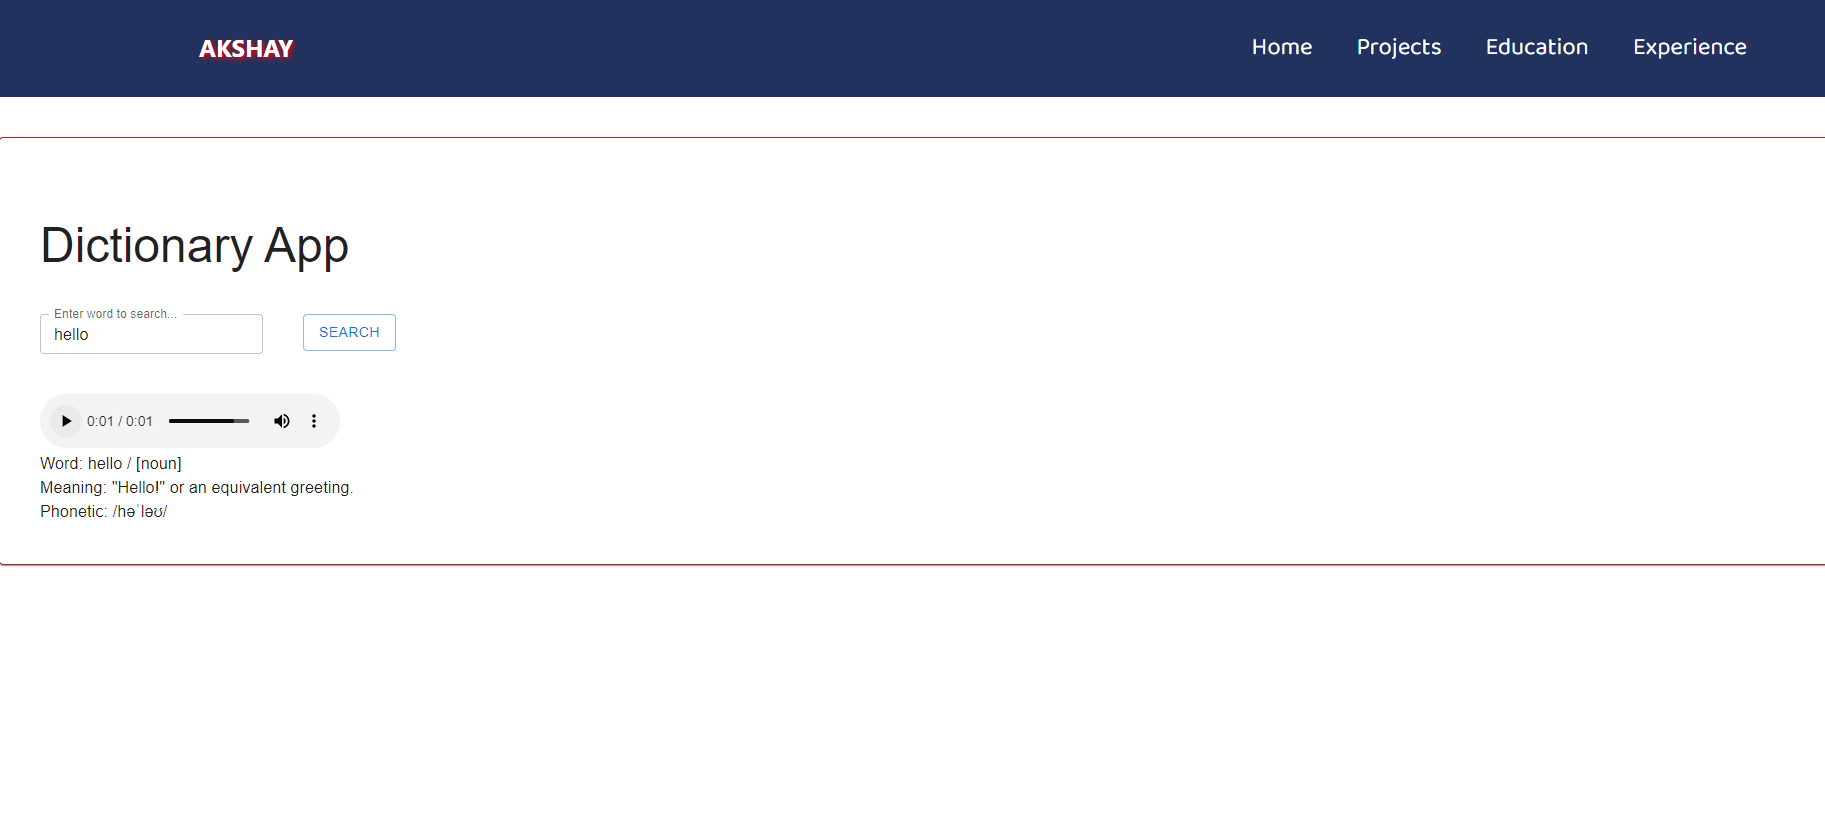 AKSHAY
Home Projects Education Experience
Dictionary App
Enter word to search...
hello
SEARCH
0:01 / 0:01
Word: hello / [noun]
Meaning: "Hello!" or an equivalent greeting.
Phonetic: /həˈləʊ/